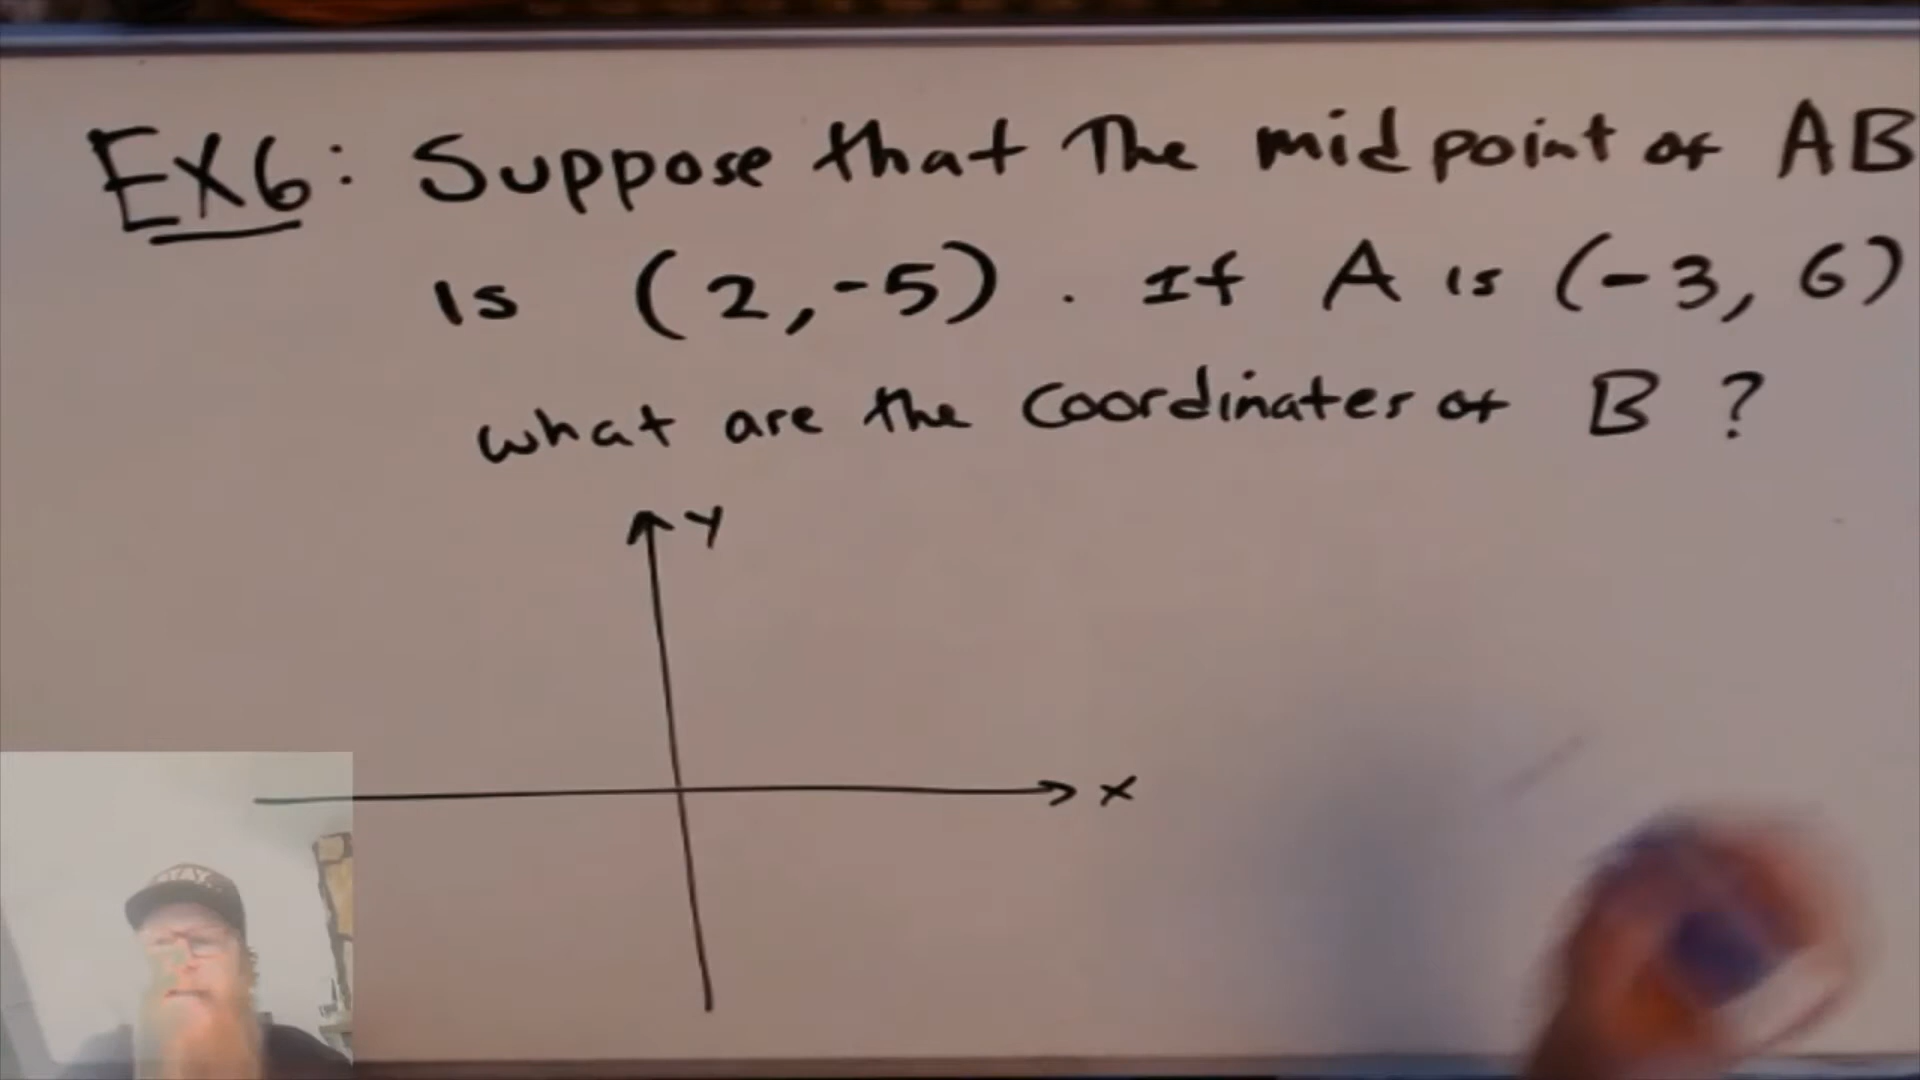 EX6: Suppose that The midpoint of AB
is (2,-5). If A is (-3, 6)
what are the coordinates of B ?
Y
X